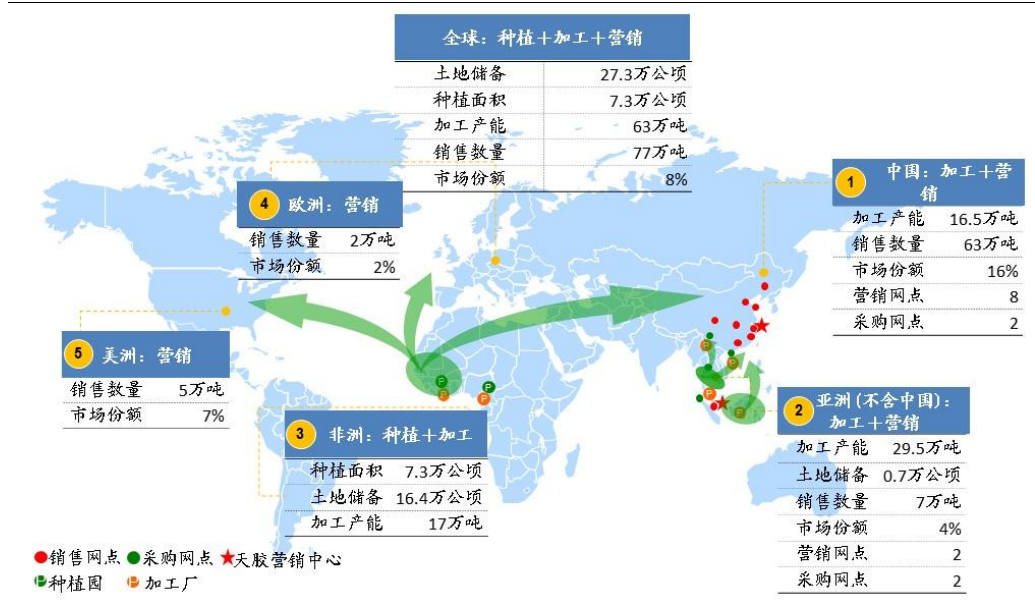 全球：种植＋加工＋营销
土地储备 27.3万公顷
种植面积 7.3万公顷
加工产能 63万吨
销售数量 77万吨
市场份额 8%
1 中国：加工＋营
销
加工产能 16.5万吨
销售数量 63万吨
市场份额 16%
营销网点 8
采购网点 2
4 欧洲：营销
销售数量 2万吨
市场份额 2%
5 美洲：营销
销售数量 5万吨
市场份额 7%
3 非洲：种植＋加工
种植面积 7.3万公顷
土地储备 16.4万公顷
加工产能 17万吨
2 亚洲(不含中国)：
加工＋营销
加工产能 29.5万吨
土地储备 0.7万公顷
销售数量 7万吨
市场份额 4%
营销网点 2
采购网点 2
P
P
P
P
P
P
P
P
销售网点 采购网点 天胶营销中心
P 种植园 P 加工厂